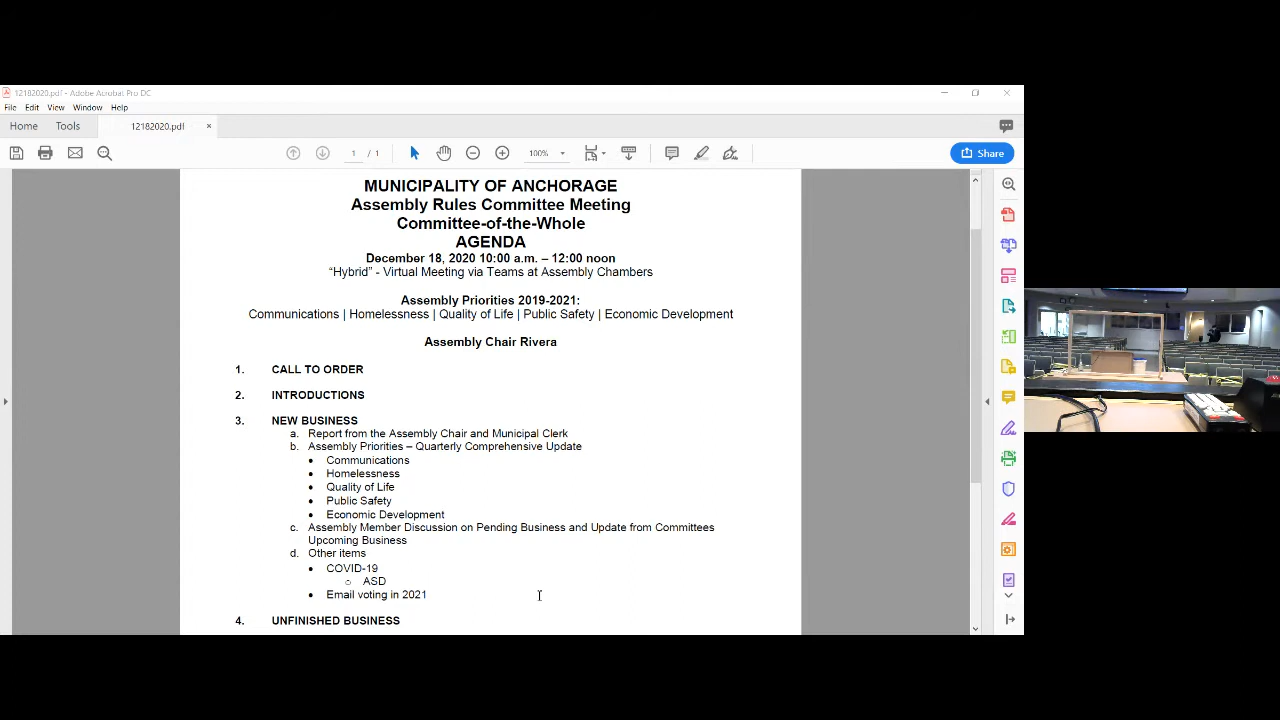 12182020.pdf - Adobe Acrobat Pro DC
File Edit View Window Help
Home Tools 12182020.pdf ×
1 / 1 100% Share
MUNICIPALITY OF ANCHORAGE
Assembly Rules Committee Meeting
Committee-of-the-Whole
AGENDA
December 18, 2020 10:00 a.m. – 12:00 noon
“Hybrid” - Virtual Meeting via Teams at Assembly Chambers
Assembly Priorities 2019-2021:
Communications | Homelessness | Quality of Life | Public Safety | Economic Development
Assembly Chair Rivera
1. CALL TO ORDER
2. INTRODUCTIONS
3. NEW BUSINESS
a. Report from the Assembly Chair and Municipal Clerk
b. Assembly Priorities – Quarterly Comprehensive Update
• Communications
• Homelessness
• Quality of Life
• Public Safety
• Economic Development
c. Assembly Member Discussion on Pending Business and Update from Committees
Upcoming Business
d. Other items
• COVID-19
o ASD
• Email voting in 2021
4. UNFINISHED BUSINESS